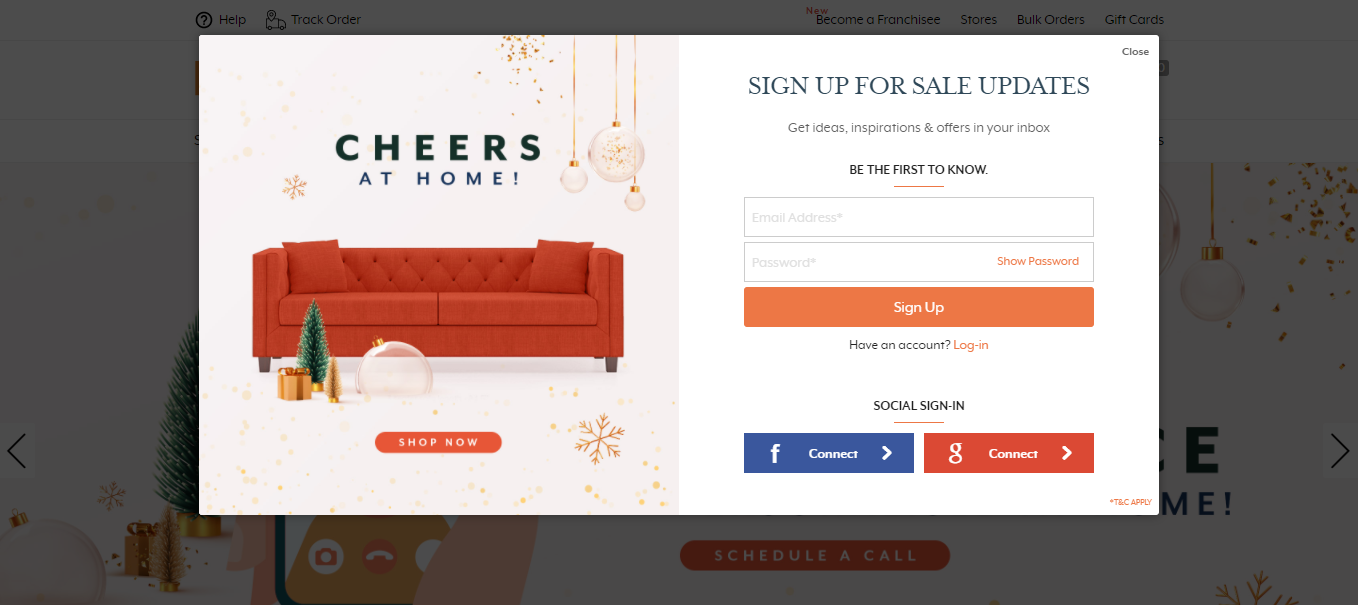 Help
Track Order
New
Become a Franchisee
Stores
Bulk Orders
Gift Cards
Close
CHEERS
AT HOME!
SHOP NOW
SIGN UP FOR SALE UPDATES
Get ideas, inspirations & offers in your inbox
BE THE FIRST TO KNOW.
Email Address*
Password*
Show Password
Sign Up
Have an account? Log-in
SOCIAL SIGN-IN
f Connect
g Connect
*T&C APPLY
SCHEDULE A CALL